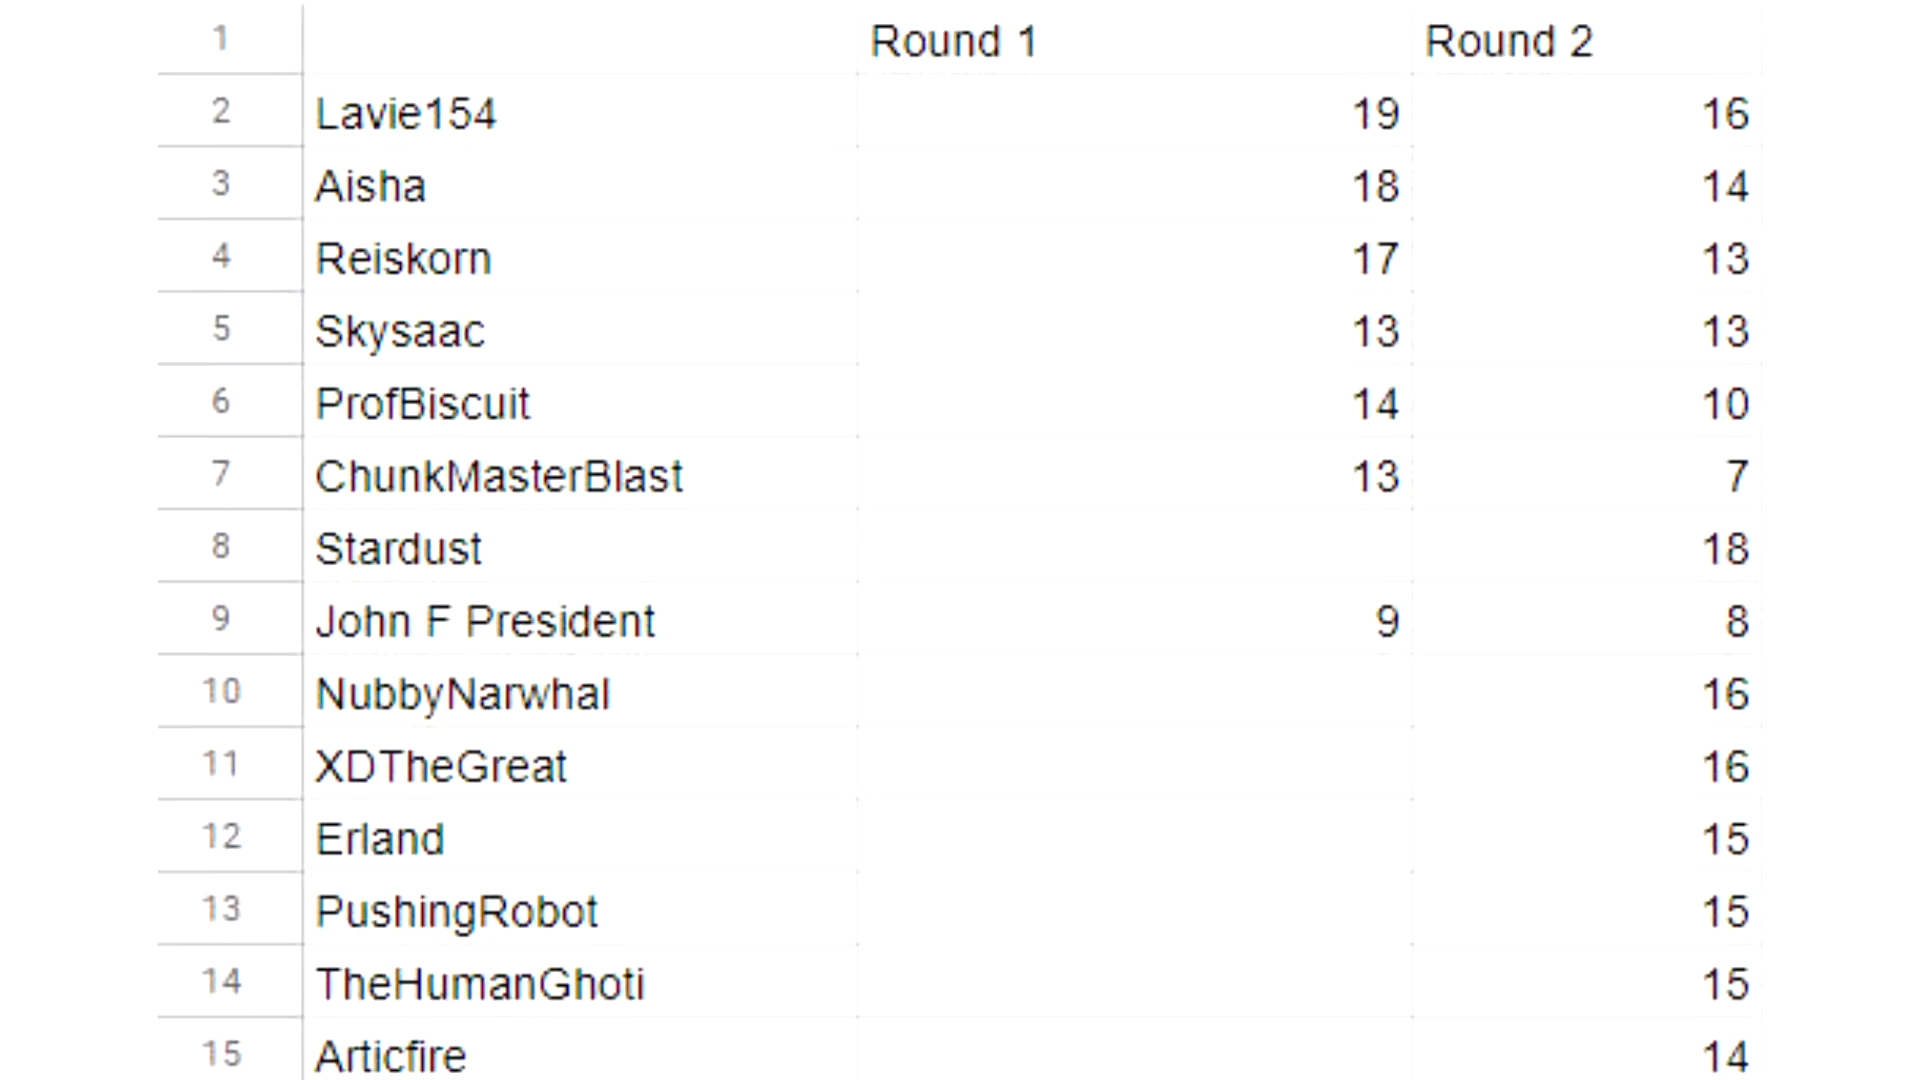 1 Round 1 Round 2
2 Lavie154 19 16
3 Aisha 18 14
4 Reiskorn 17 13
5 Skysaac 13 13
6 ProfBiscuit 14 10
7 ChunkMasterBlast 13 7
8 Stardust 18
9 John F President 9 8
10 NubbyNarwhal 16
11 XDTheGreat 16
12 Erland 15
13 PushingRobot 15
14 TheHumanGhoti 15
15 Articfire 14